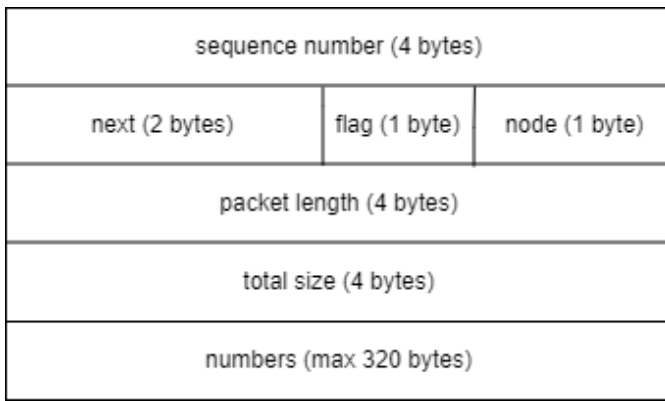 sequence number (4 bytes)
next (2 bytes) flag (1 byte) node (1 byte)
packet length (4 bytes)
total size (4 bytes)
numbers (max 320 bytes)